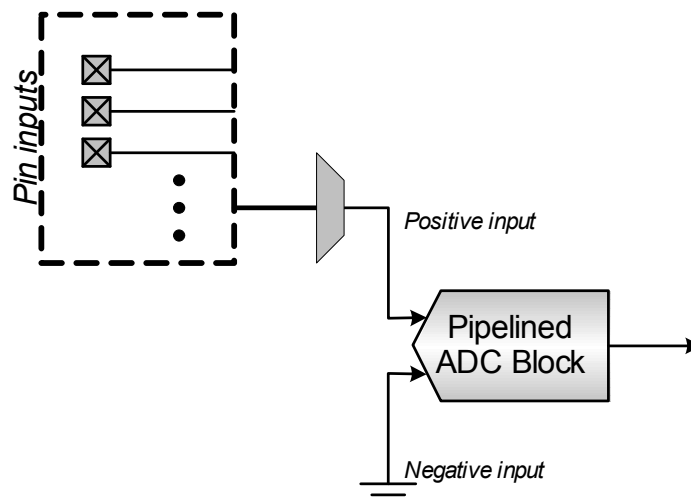 Pin inputs
Positive input
Pipelined
ADC Block
Negative input